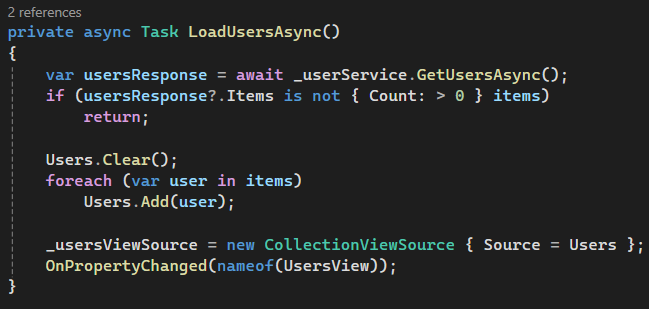 2 references
private async Task LoadUsersAsync()
{
    var usersResponse = await _userService.GetUsersAsync();
    if (usersResponse?.Items is not { Count: > 0 } items)
        return;

    Users.Clear();
    foreach (var user in items)
        Users.Add(user);

    _usersViewSource = new CollectionViewSource { Source = Users };
    OnPropertyChanged(nameof(UsersView));
}